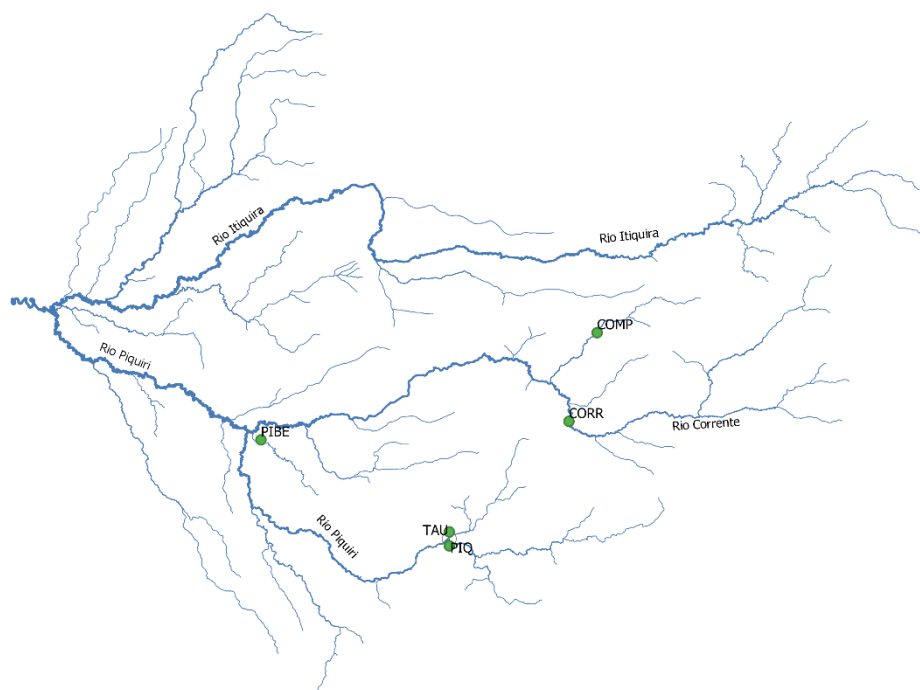 Rio Itiquira
Rio Itiquira
COMP
Rio Piquiri
CORR
Rio Corrente
PIBE
Rio Piquiri
TAU
PIQ